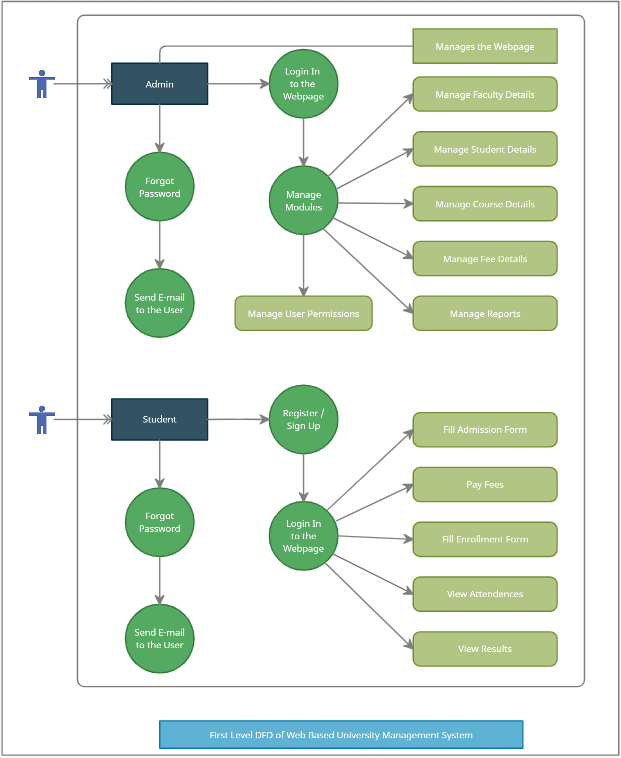 Manages the Webpage
Admin
Login In
to the
Webpage
Manage Faculty Details
Manage Student Details
Forgot
Password
Manage
Modules
Manage Course Details
Manage Fee Details
Send E-mail
to the User
Manage User Permissions
Manage Reports
Student
Register /
Sign Up
Fill Admission Form
Pay Fees
Forgot
Password
Login In
to the
Webpage
Fill Enrollment Form
View Attendences
Send E-mail
to the User
View Results
First Level DFD of Web Based University Management System